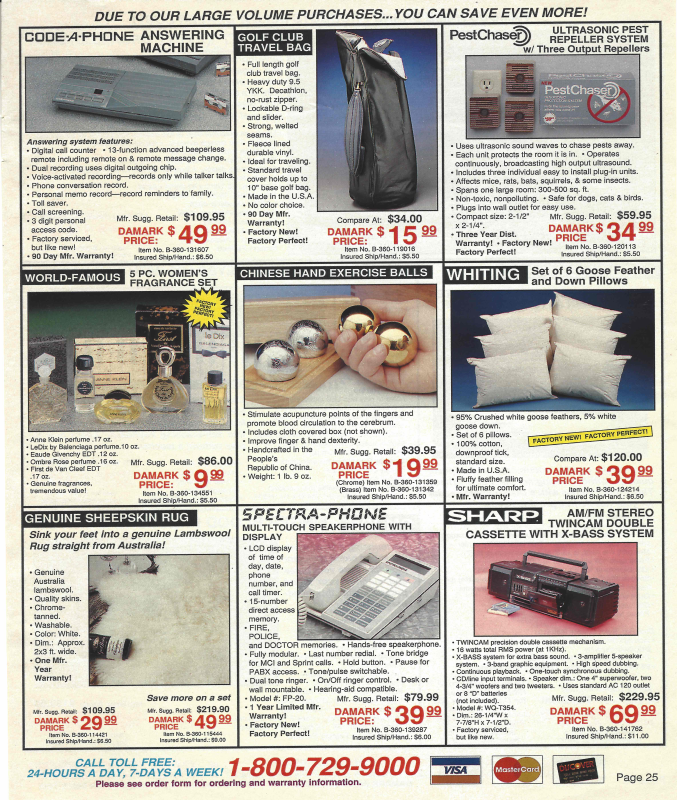 DUE TO OUR LARGE VOLUME PURCHASES...YOU CAN SAVE EVEN MORE!
CODE-A-PHONE ANSWERING
MACHINE
Answering system features:
• Digital call counter • 13-function advanced beeperless
remote including remote on & remote message change.
• Dual recording uses digital outgoing chip.
• Voice-activated recording—records only while talker talks.
• Phone conversation record.
• Personal memo record—record reminders to family.
• Toll saver.
• Call screening.
• 3 digit personal
access code.
• Factory serviced,
but like new!
• 90 Day Mfr. Warranty!
Mfr. Sugg. Retail: $109.95
DAMARK PRICE: $49 99
Item No. B-360-131607
Insured Ship/Hand.: $6.50
GOLF CLUB
TRAVEL BAG
• Full length golf
club travel bag.
• Heavy duty 9.5
YKK. Decathlon,
no-rust zipper.
• Lockable D-ring
and slider.
• Strong, welted
seams.
• Fleece lined
durable vinyl.
• Ideal for traveling.
• Standard travel
cover holds up to
10" base golf bag.
• Made in the U.S.A.
• No color choice.
• 90 Day Mfr.
Warranty!
• Factory New!
Factory Perfect!
Compare At: $34.00
DAMARK PRICE: $15 99
Item No. B-360-119016
Insured Ship/Hand.: $5.50
PestChaser
ULTRASONIC PEST
REPELLER SYSTEM
w/ Three Output Repellers
PestChaser
• Uses ultrasonic sound waves to chase pests away.
• Each unit protects the room it is in. • Operates
continuously, broadcasting high output ultrasound.
• Includes three individual easy to install plug-in units.
• Affects mice, rats, bats, squirrels, & some insects.
• Spans one large room: 300-500 sq. ft.
• Non-toxic, nonpolluting. • Safe for dogs, cats & birds.
• Plugs into wall outlet for easy use.
• Compact size: 2-1/2"
x 2-1/4".
• Three Year Dist.
Warranty! • Factory New!
Factory Perfect!
Mfr. Sugg. Retail: $59.95
DAMARK PRICE: $34 99
Item No. B-360-120113
Insured Ship/Hand.: $5.50
WORLD-FAMOUS
5 PC. WOMEN'S
FRAGRANCE SET
FACTORY
NEW!
FACTORY
PERFECT!
First
le Dix
ANNE KLEIN
• Anne Klein perfume .17 oz.
• LeDix by Balenciaga perfume.10 oz.
• Eaude Givenchy EDT .12 oz.
• Ombre Rose perfume .16 oz.
• First de Van Cleef EDT
.17 oz.
• Genuine fragrances,
tremendous value!
Mfr. Sugg. Retail: $86.00
DAMARK PRICE: $9 99
Item No. B-360-134551
Insured Ship/Hand.: $5.50
CHINESE HAND EXERCISE BALLS
• Stimulate acupuncture points of the fingers and
promote blood circulation to the cerebrum.
• Includes cloth covered box (not shown).
• Improve finger & hand dexterity.
• Handcrafted in the
People's
Republic of China.
• Weight: 1 lb. 9 oz.
Mfr. Sugg. Retail: $39.95
DAMARK PRICE: $19 99
(Chrome) Item No. B-360-131359
(Brass) Item No. B-360-131342
Insured Ship/Hand.: $5.50
WHITING
Set of 6 Goose Feather
and Down Pillows
• 95% Crushed white goose feathers, 5% white
goose down.
• Set of 6 pillows.
• 100% cotton,
downproof tick,
standard size.
• Made in U.S.A.
• Fluffy feather filling
for ultimate comfort.
• Mfr. Warranty!
FACTORY NEW! FACTORY PERFECT!
Compare At: $120.00
DAMARK PRICE: $39 99
Item No. B-360-124214
Insured Ship/Hand.: $6.50
GENUINE SHEEPSKIN RUG
Sink your feet into a genuine Lambswool
Rug straight from Australia!
• Genuine
Australia
lambswool.
• Quality skins.
• Chrome-
tanned.
• Washable.
• Color: White.
• Dim.: Approx.
2x3 ft. wide.
• One Mfr.
Year
Warranty!
Save more on a set
Mfr. Sugg. Retail: $109.95
DAMARK PRICE: $29 99
Item No. B-360-114421
Insured Ship/Hand.: $6.50
Mfr. Sugg. Retail: $219.90
DAMARK PRICE: $49 99
Item No. B-360-115444
Insured Ship/Hand.: $9.00
SPECTRA-PHONE
MULTI-TOUCH SPEAKERPHONE WITH
DISPLAY
• LCD display
of time of
day, date,
phone
number, and
call timer.
• 15-number
direct access
memory.
• FIRE,
POLICE,
and DOCTOR memories. • Hands-free speakerphone.
• Fully modular. • Last number redial. • Tone bridge
for MCI and Sprint calls. • Hold button. • Pause for
PABX access. • Tone/pulse switchable.
• Dual tone ringer. • On/Off ringer control. • Desk or
wall mountable. • Hearing-aid compatible.
• Model #: FP-20.
• 1 Year Limited Mfr.
Warranty!
• Factory New!
Factory Perfect!
Mfr. Sugg. Retail: $79.99
DAMARK PRICE: $39 99
Item No. B-360-139287
Insured Ship/Hand.: $6.00
SHARP
AM/FM STEREO
TWINCAM DOUBLE
CASSETTE WITH X-BASS SYSTEM
• TWINCAM precision double cassette mechanism.
• 16 watts total RMS power (at 1KHz).
• X-BASS system for extra bass sound. • 3-amplifier 5-speaker
system. • 3-band graphic equipment. • High speed dubbing.
• Continuous playback. • One-touch synchronous dubbing.
• CD/line input terminals. • Speaker dim.: One 4" superwoofer, two
4-3/4" woofers and two tweeters. • Uses standard AC 120 outlet
or 8 "D" batteries
(not included).
• Model #: WQ-T354.
• Dim.: 25-1/4"W x
7-7/8"H x 7-1/2"D.
• Factory serviced,
but like new.
Mfr. Sugg. Retail: $229.95
DAMARK PRICE: $69 99
Item No. B-360-141762
Insured Ship/Hand.: $11.00
CALL TOLL FREE:
24-HOURS A DAY, 7-DAYS A WEEK! 1-800-729-9000
Please see order form for ordering and warranty information.
VISA
MasterCard
DISCOVER
Page 25